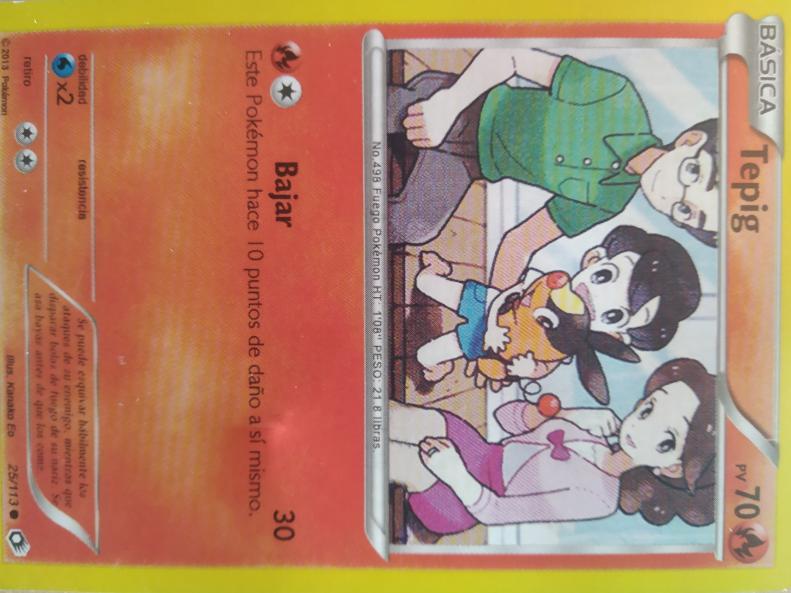 BÁSICA
Tepig
PV 70
No.498 Fuego Pokémon HT: 1'08" PESO: 21.8 libras
Bajar 30
Este Pokémon hace 10 puntos de daño a sí mismo.
debilidad resistencia
x2
retiro
Se puede esquivar hábilmente los
ataques de su enemigo, mientras que
disparar bolas de fuego de su nariz. Se
asa bayas antes de que los come.
Illus. Kanako Eo 25/113
©2013 Pokémon